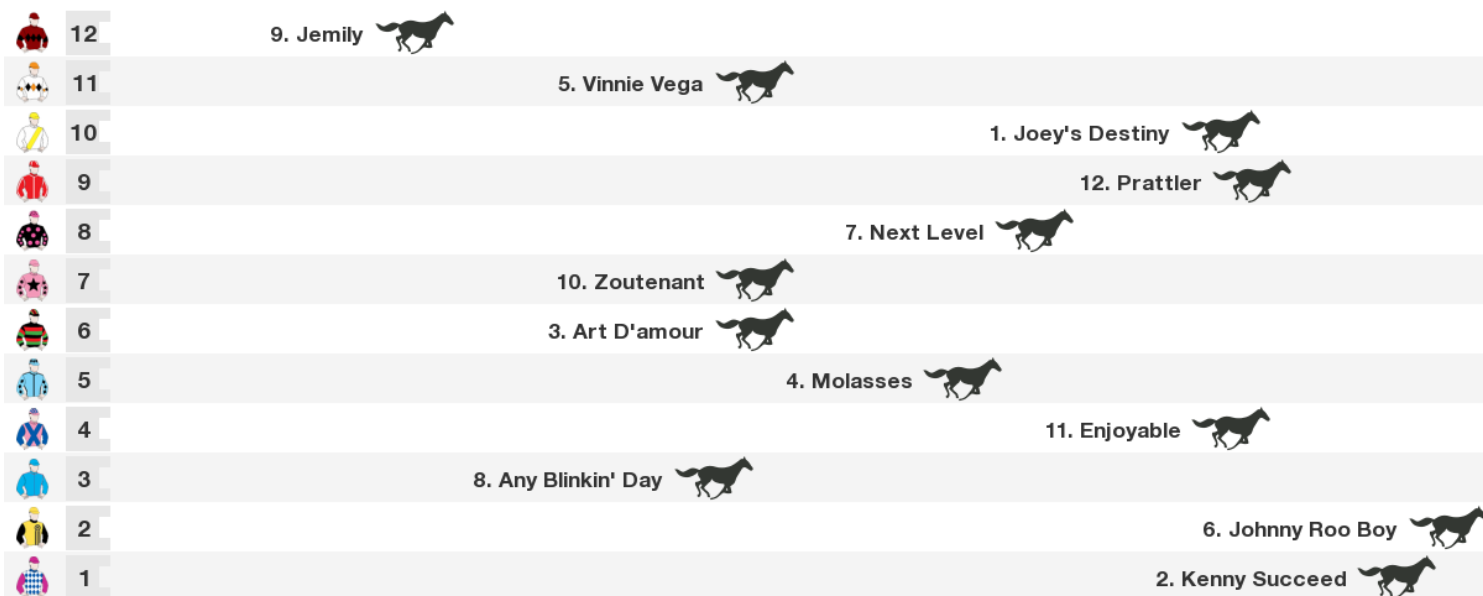 12 9. Jemily
11 5. Vinnie Vega
10 1. Joey's Destiny
9 12. Prattler
8 7. Next Level
7 10. Zoutenant
6 3. Art D'amour
5 4. Molasses
4 11. Enjoyable
3 8. Any Blinkin' Day
2 6. Johnny Roo Boy
1 2. Kenny Succeed